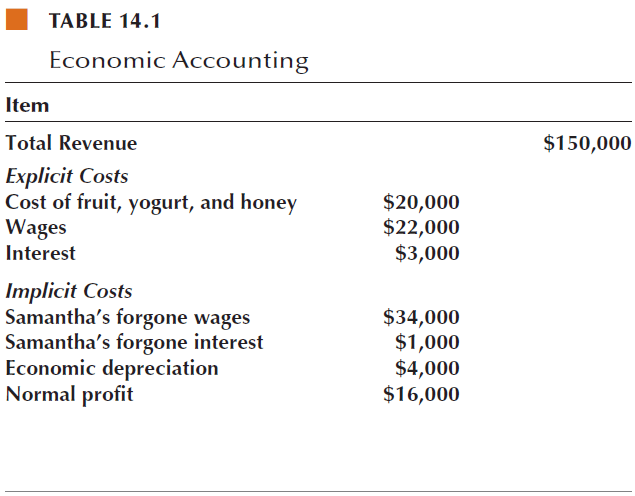 TABLE 14.1
Economic Accounting
Item
Total Revenue $150,000
Explicit Costs
Cost of fruit, yogurt, and honey $20,000
Wages $22,000
Interest $3,000
Implicit Costs
Samantha’s forgone wages $34,000
Samantha’s forgone interest $1,000
Economic depreciation $4,000
Normal profit $16,000